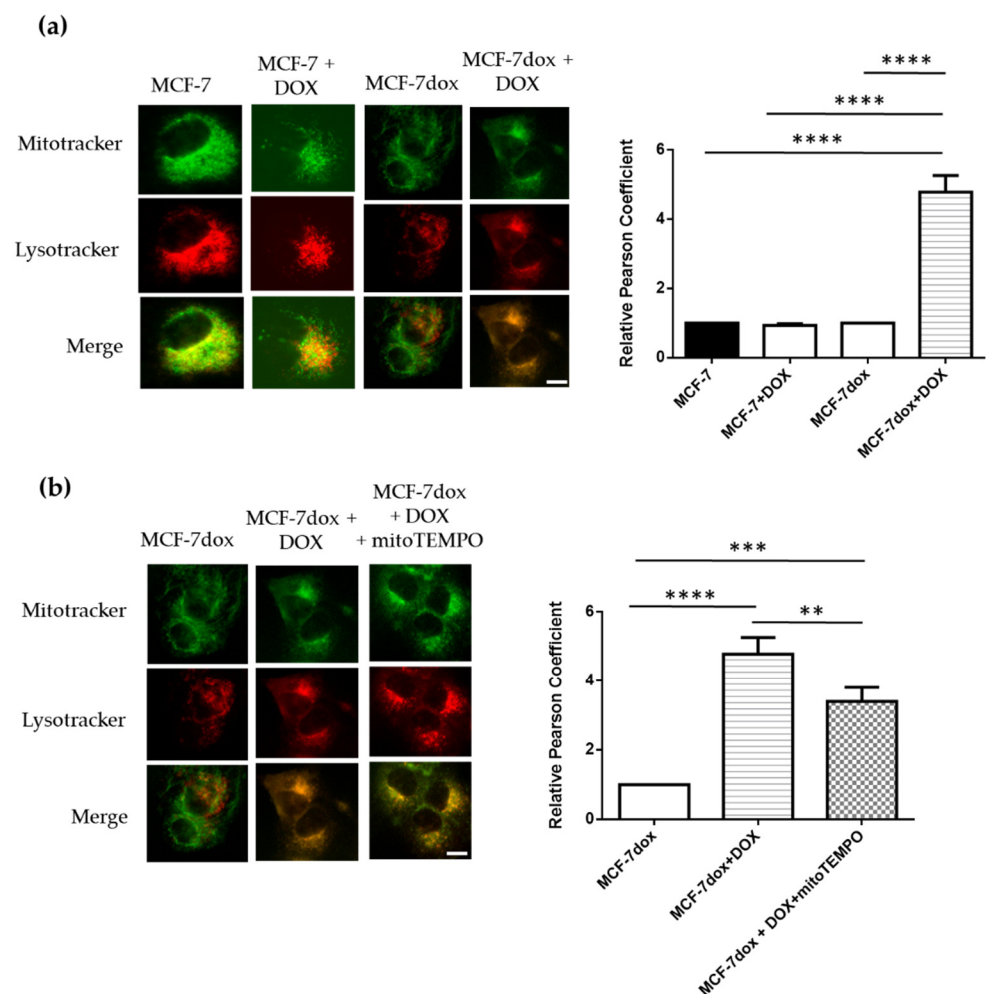 (a)
MCF-7
MCF-7 +
DOX
MCF-7dox
MCF-7dox +
DOX
Mitotracker
Lysotracker
Merge
****
****
****
Relative Pearson Coefficient
6
4
2
0
MCF-7
MCF-7+DOX
MCF-7dox
MCF-7dox+DOX
(b)
MCF-7dox
MCF-7dox +
DOX
MCF-7dox
+ DOX
+ mitoTEMPO
Mitotracker
Lysotracker
Merge
***
****
**
Relative Pearson Coefficient
6
4
2
0
MCF-7dox
MCF-7dox+DOX
MCF-7dox + DOX+mitoTEMPO